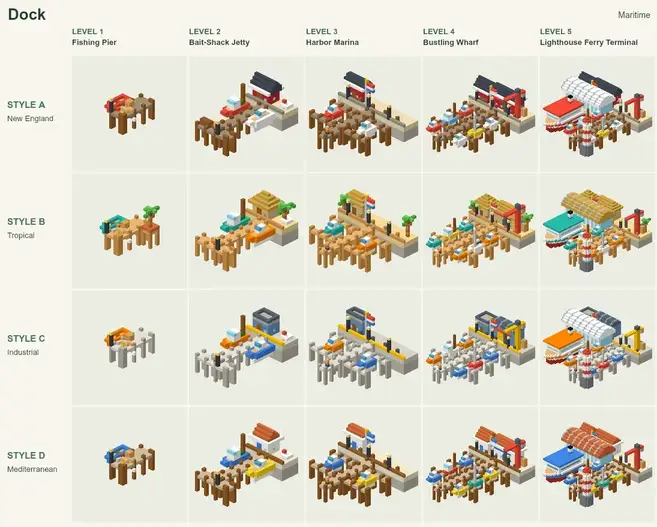 Dock
Maritime
LEVEL 1
Fishing Pier
LEVEL 2
Bait-Shack Jetty
LEVEL 3
Harbor Marina
LEVEL 4
Bustling Wharf
LEVEL 5
Lighthouse Ferry Terminal
STYLE A
New England
STYLE B
Tropical
STYLE C
Industrial
STYLE D
Mediterranean